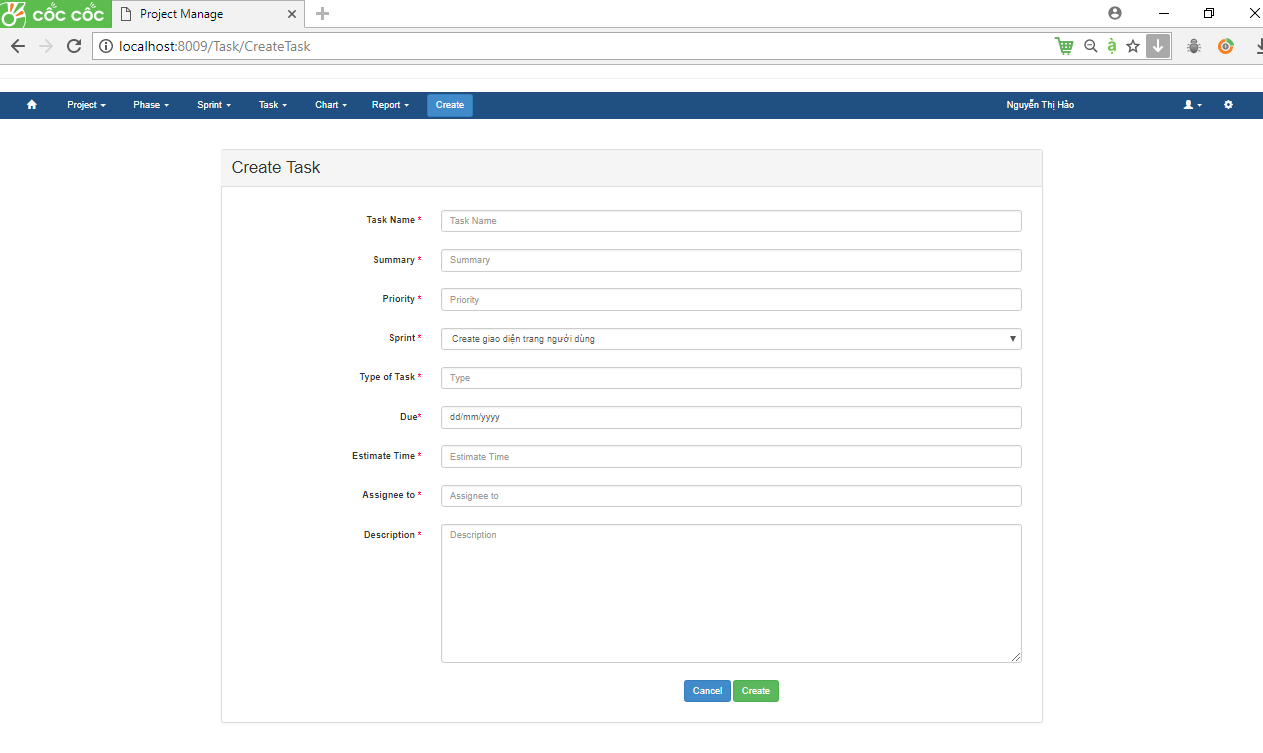 cốc cốc Project Manage
localhost:8009/Task/CreateTask à
Project Phase Sprint Task Chart Report Create Nguyễn Thị Hảo
Create Task
Task Name * Task Name
Summary * Summary
Priority * Priority
Sprint * Create giao diện trang người dùng
Type of Task * Type
Due* dd/mm/yyyy
Estimate Time * Estimate Time
Assignee to * Assignee to
Description * Description
Cancel Create